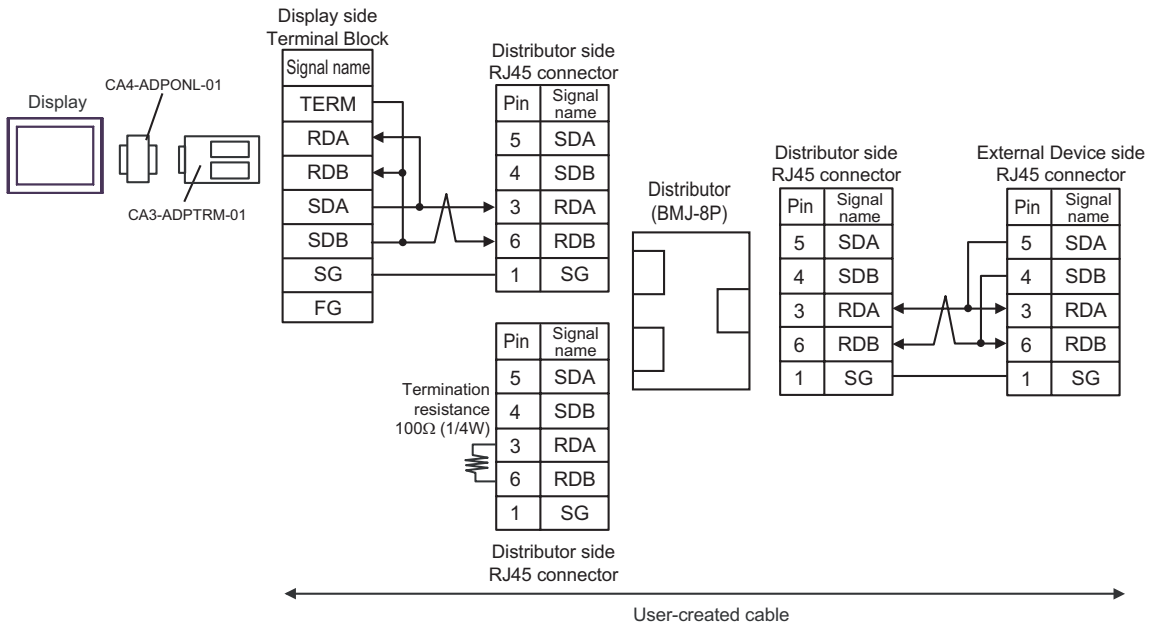 Display
CA4-ADPONL-01
CA3-ADPTRM-01
Display side
Terminal Block
Signal name
TERM
RDA
RDB
SDA
SDB
SG
FG
Distributor side
RJ45 connector
Pin Signal name
5 SDA
4 SDB
3 RDA
6 RDB
1 SG
Termination
resistance
100Ω (1/4W)
Pin Signal name
5 SDA
4 SDB
3 RDA
6 RDB
1 SG
Distributor side
RJ45 connector
Distributor
(BMJ-8P)
Distributor side
RJ45 connector
Pin Signal name
5 SDA
4 SDB
3 RDA
6 RDB
1 SG
External Device side
RJ45 connector
Pin Signal name
5 SDA
4 SDB
3 RDA
6 RDB
1 SG
User-created cable